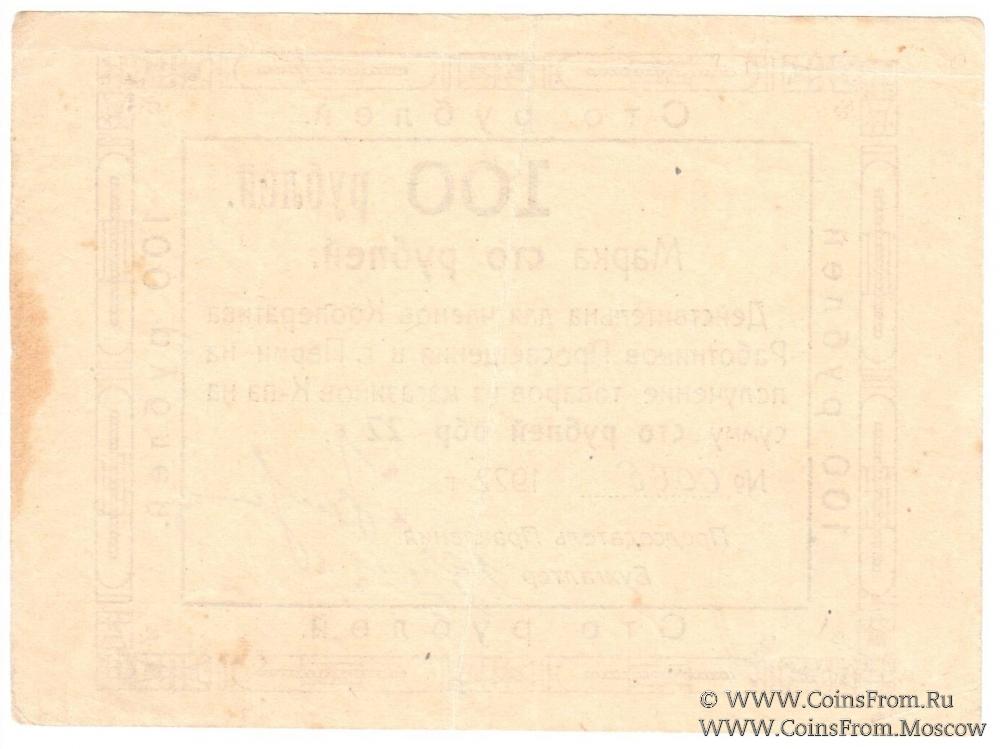 Сто рублей.
100 рублей.
Марка сто рублей.
Действительна для членов Кооператива
Работников Просвещения и г. Перми на
получение товаров из магазинов К-ва на
сумму сто рублей обр 22 г.
№ 1922 г.
Председатель Правления
Бухгалтер
Сто рублей.
100 рублей
100 рублей.
© WWW.CoinsFrom.Ru
WWW.CoinsFrom.Moscow